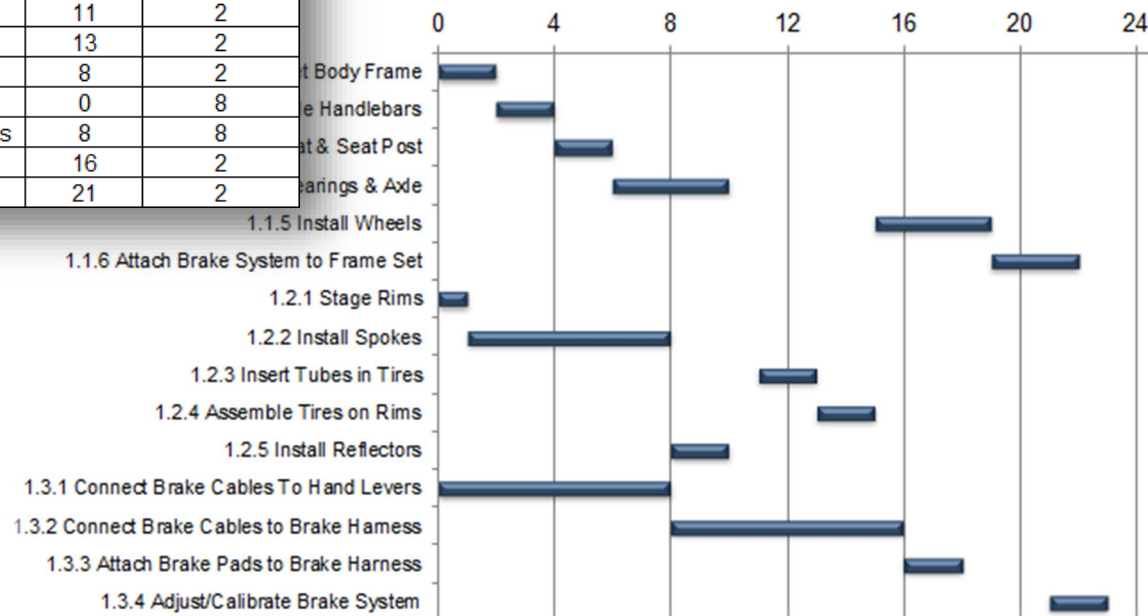 11 2
13 2
8 2
0 8
s 8 8
16 2
21 2
0 4 8 12 16 20 24
t Body Frame
e Handlebars
at & Seat Post
earings & Axle
1.1.5 Install Wheels
1.1.6 Attach Brake System to Frame Set
1.2.1 Stage Rims
1.2.2 Install Spokes
1.2.3 Insert Tubes in Tires
1.2.4 Assemble Tires on Rims
1.2.5 Install Reflectors
1.3.1 Connect Brake Cables To Hand Levers
1.3.2 Connect Brake Cables to Brake Harness
1.3.3 Attach Brake Pads to Brake Harness
1.3.4 Adjust/Calibrate Brake System